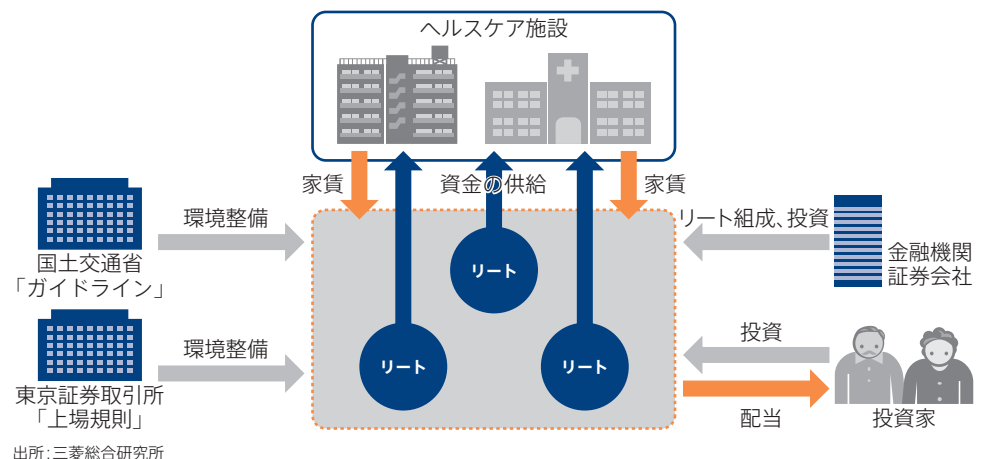 ヘルスケア施設
家賃
資金の供給
家賃
環境整備
リート組成、投資
国土交通省
「ガイドライン」
リート
金融機関
証券会社
環境整備
リート
リート
投資
東京証券取引所
「上場規則」
配当
投資家
出所:三菱総合研究所